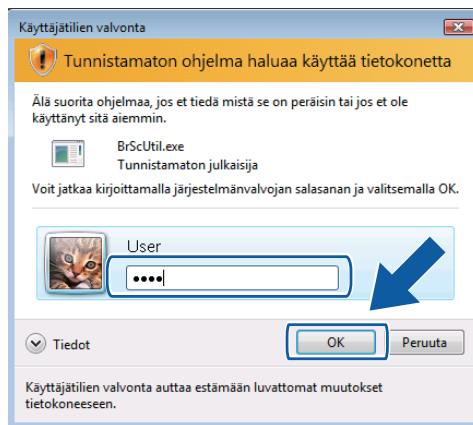 Käyttäjätilien valvonta
Tunnistamaton ohjelma haluaa käyttää tietokonetta
Älä suorita ohjelmaa, jos et tiedä mistä se on peräisin tai jos et ole
käyttänyt sitä aiemmin.
BrScUtil.exe
Tunnistamaton julkaisija
Voit jatkaa kirjoittamalla järjestelmänvalvojan salasanan ja valitsemalla OK.
User
••••
Tiedot
OK
Peruuta
Käyttäjätilien valvonta auttaa estämään luvattomat muutokset
tietokoneeseen.